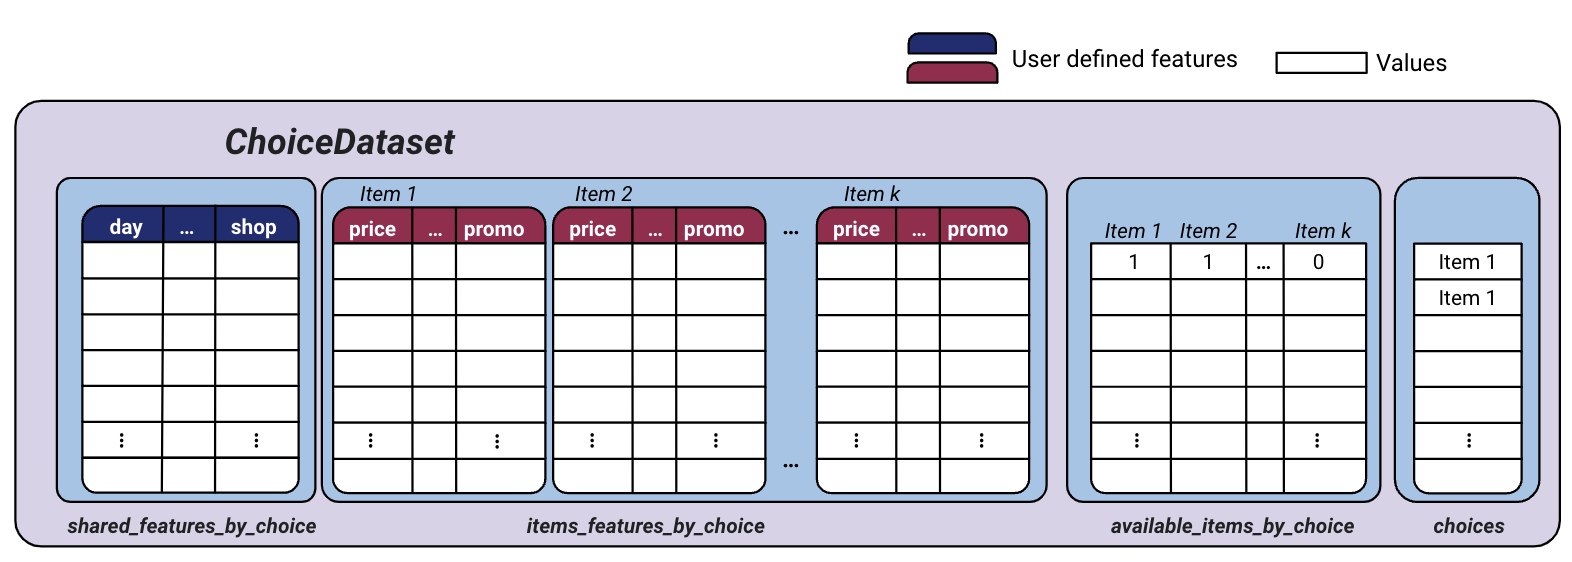 User defined features
Values
ChoiceDataset
Item 1
Item 2
Item k
day ... shop
price ... promo
price ... promo
...
price ... promo
Item 1 Item 2 Item k
1 1 ... 0
Item 1
Item 1
⋮ ⋮ ⋮ ⋮ ⋮ ⋮ ⋮ ⋮ ⋮ ⋮ ⋮
...
shared_features_by_choice
items_features_by_choice
available_items_by_choice
choices